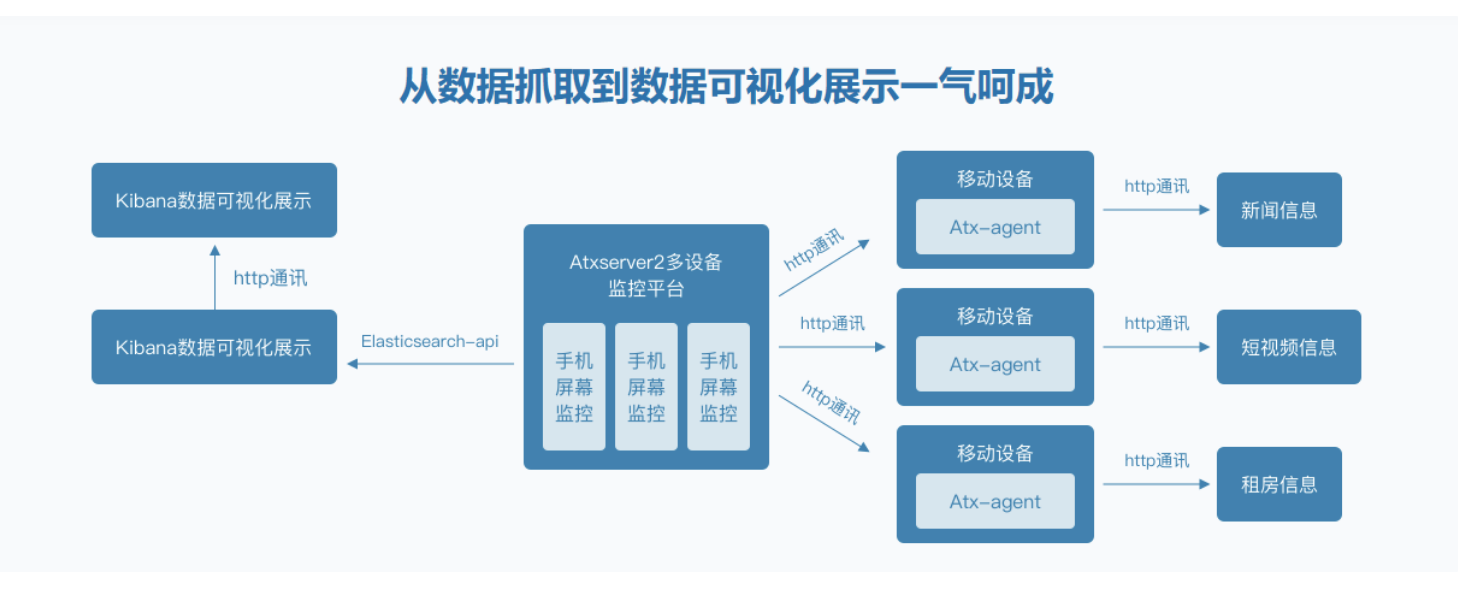 从数据抓取到数据可视化展示一气呵成
Kibana数据可视化展示
http通讯
Kibana数据可视化展示
Elasticsearch-api
Atxserver2多设备
监控平台
手机
屏幕
监控
手机
屏幕
监控
手机
屏幕
监控
http通讯
http通讯
http通讯
移动设备
Atx-agent
http通讯
新闻信息
移动设备
Atx-agent
http通讯
短视频信息
移动设备
Atx-agent
http通讯
租房信息